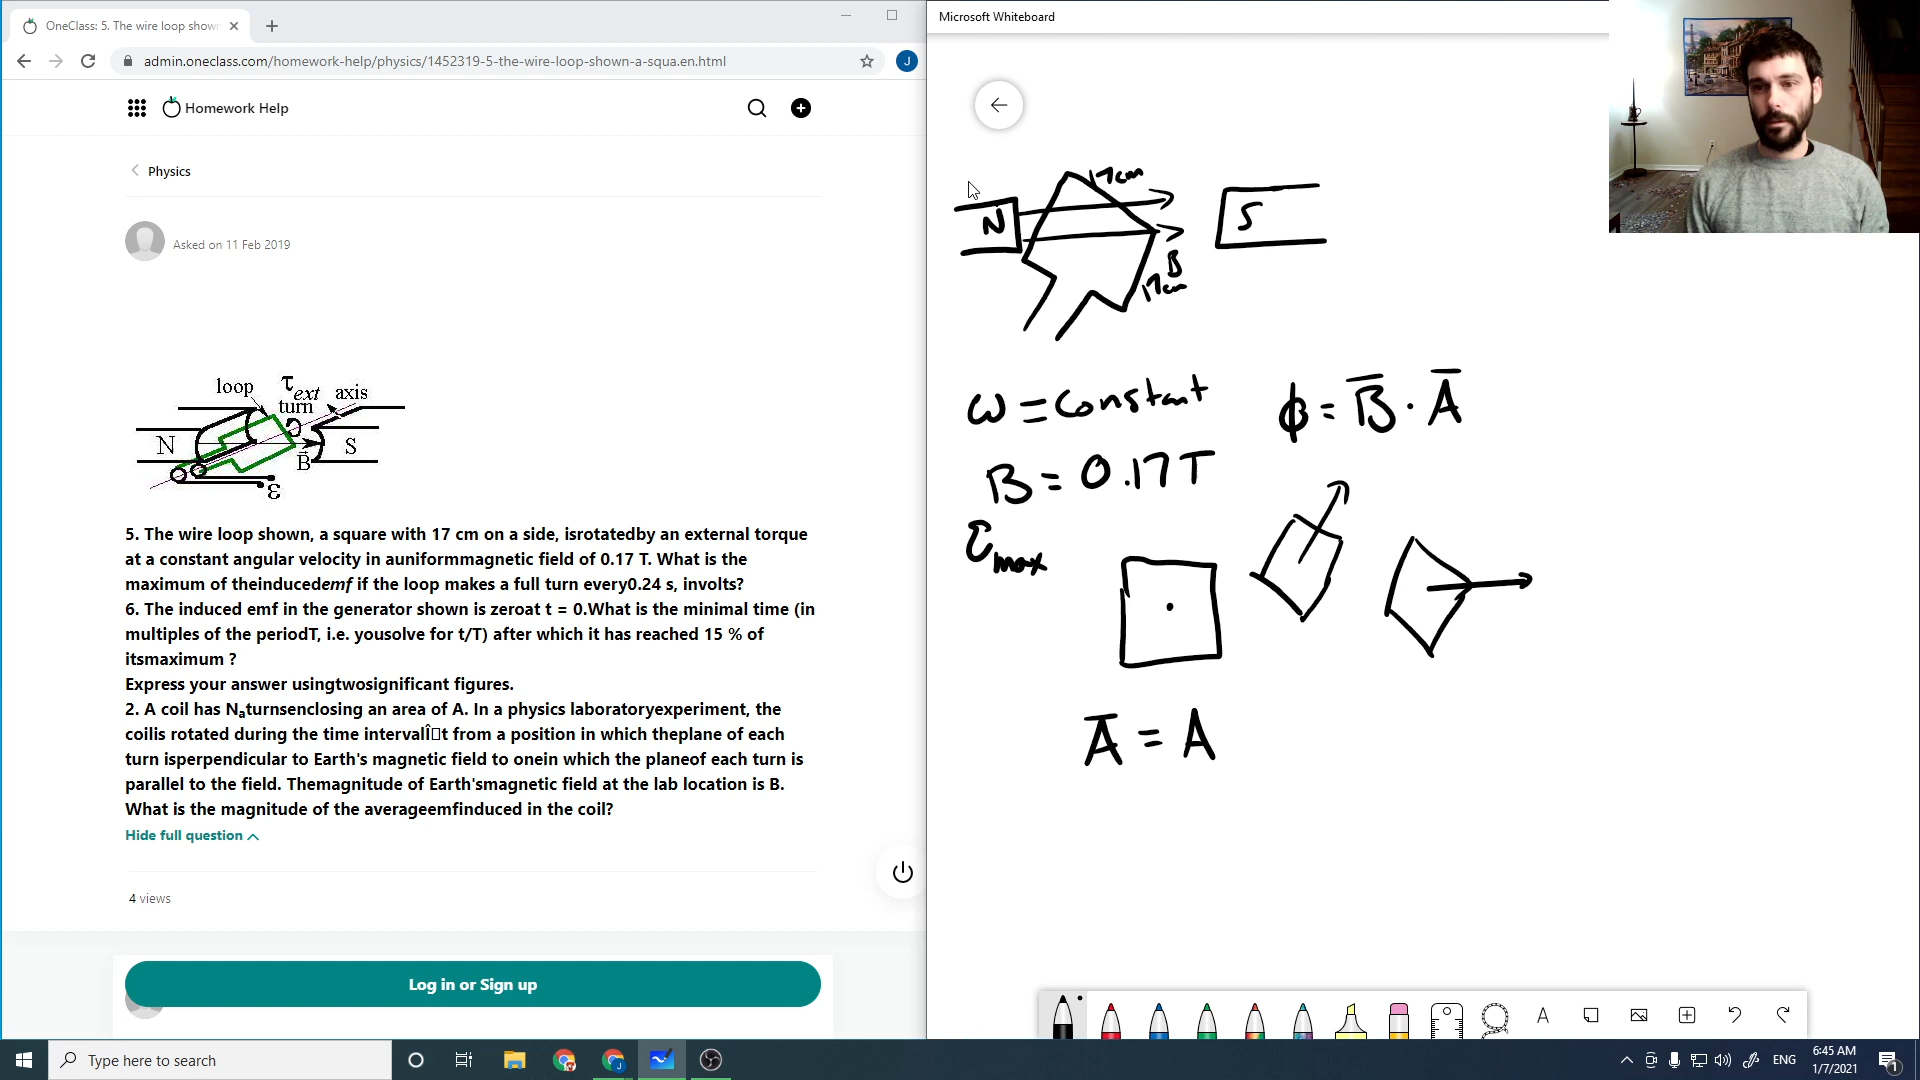 OneClass: 5. The wire loop show
Microsoft Whiteboard
admin.oneclass.com/homework-help/physics/1452319-5-the-wire-loop-shown-a-squa.en.html
J
Homework Help
Physics
Asked on 11 Feb 2019
loop τext axis
turn
N S
B
ε
5. The wire loop shown, a square with 17 cm on a side, isrotatedby an external torque
at a constant angular velocity in auniformmagnetic field of 0.17 T. What is the
maximum of theinducedemf if the loop makes a full turn every0.24 s, involts?
6. The induced emf in the generator shown is zeroat t = 0.What is the minimal time (in
multiples of the periodT, i.e. yousolve for t/T) after which it has reached 15 % of
itsmaximum ?
Express your answer usingtwosignificant figures.
2. A coil has Naturnsenclosing an area of A. In a physics laboratoryexperiment, the
coilis rotated during the time intervalÎ□t from a position in which theplane of each
turn isperpendicular to Earth's magnetic field to onein which the planeof each turn is
parallel to the field. Themagnitude of Earth'smagnetic field at the lab location is B.
What is the magnitude of the averageemfinduced in the coil?
Hide full question
4 views
Log in or Sign up
17cm
N S
B
17cm
ω = constant ϕ = B̅ · A̅
B = 0.17T
Ɛmax
A̅ = A
A
Type here to search
ENG
6:45 AM
1/7/2021
1